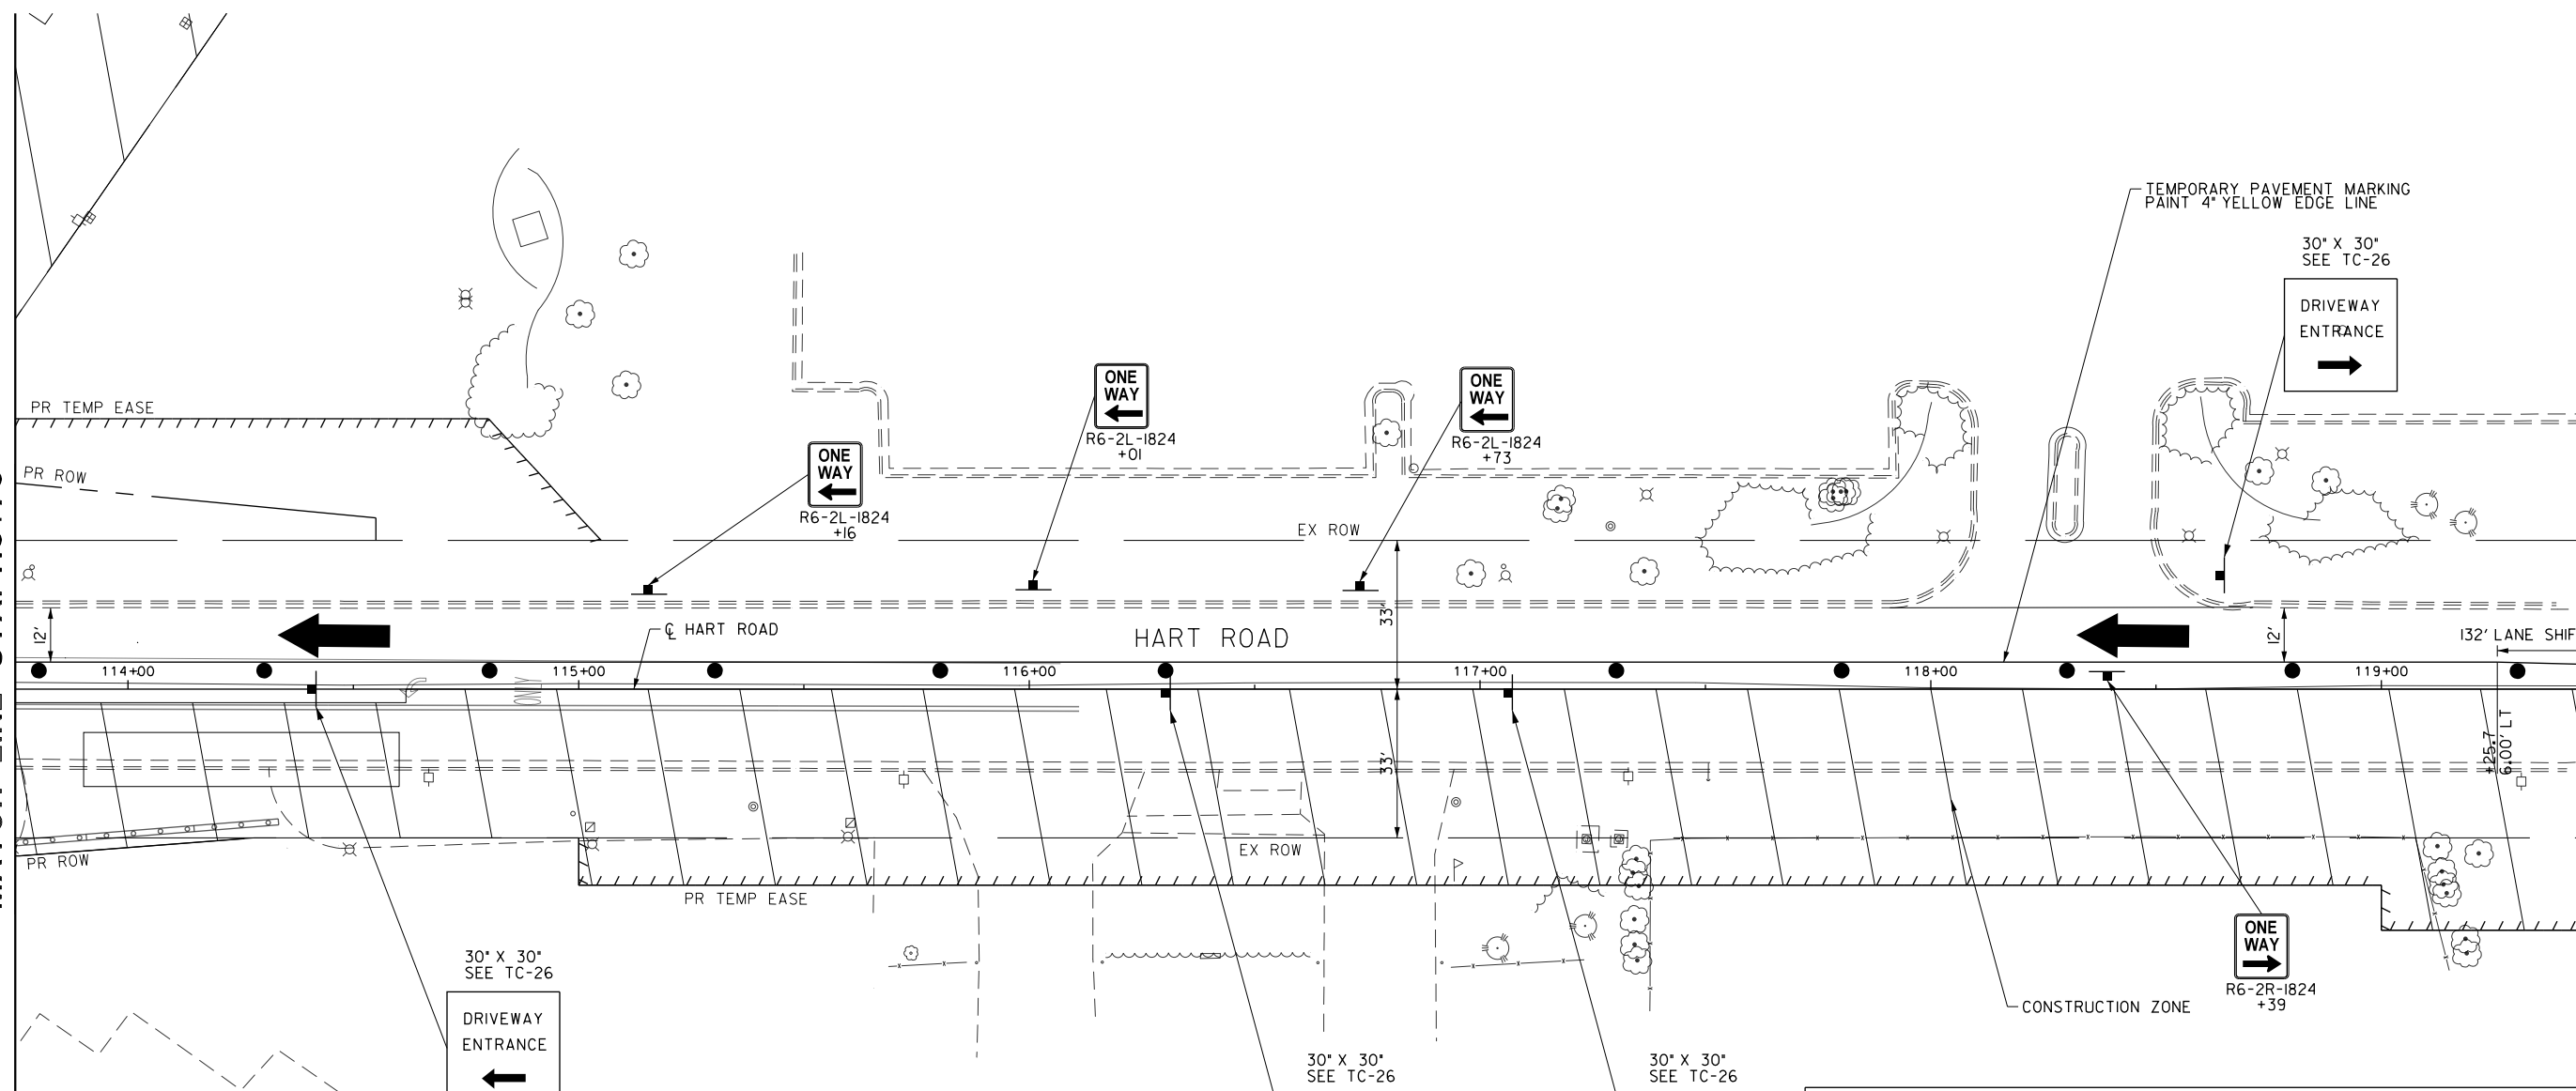 TEMPORARY PAVEMENT MARKING
PAINT 4" YELLOW EDGE LINE
30" X 30"
SEE TC-26
DRIVEWAY
ENTRANCE
PR TEMP EASE
PR ROW
ONE
WAY
R6-2L-1824
+16
ONE
WAY
R6-2L-1824
+01
ONE
WAY
R6-2L-1824
+73
EX ROW
12'
℄ HART ROAD
HART ROAD
33'
12'
132' LANE SHIF
114+00
115+00
116+00
117+00
118+00
119+00
ONLY
33'
+25.7
6.00' LT
PR ROW
EX ROW
PR TEMP EASE
30" X 30"
SEE TC-26
DRIVEWAY
ENTRANCE
30" X 30"
SEE TC-26
30" X 30"
SEE TC-26
CONSTRUCTION ZONE
ONE
WAY
R6-2R-1824
+39